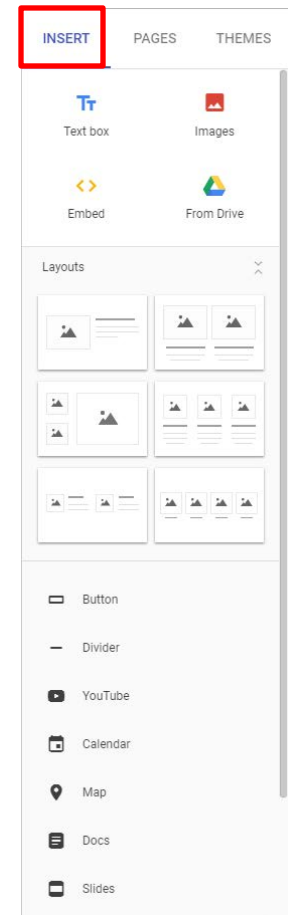 INSERT PAGES THEMES
Text box Images
Embed From Drive
Layouts
Button
Divider
YouTube
Calendar
Map
Docs
Slides